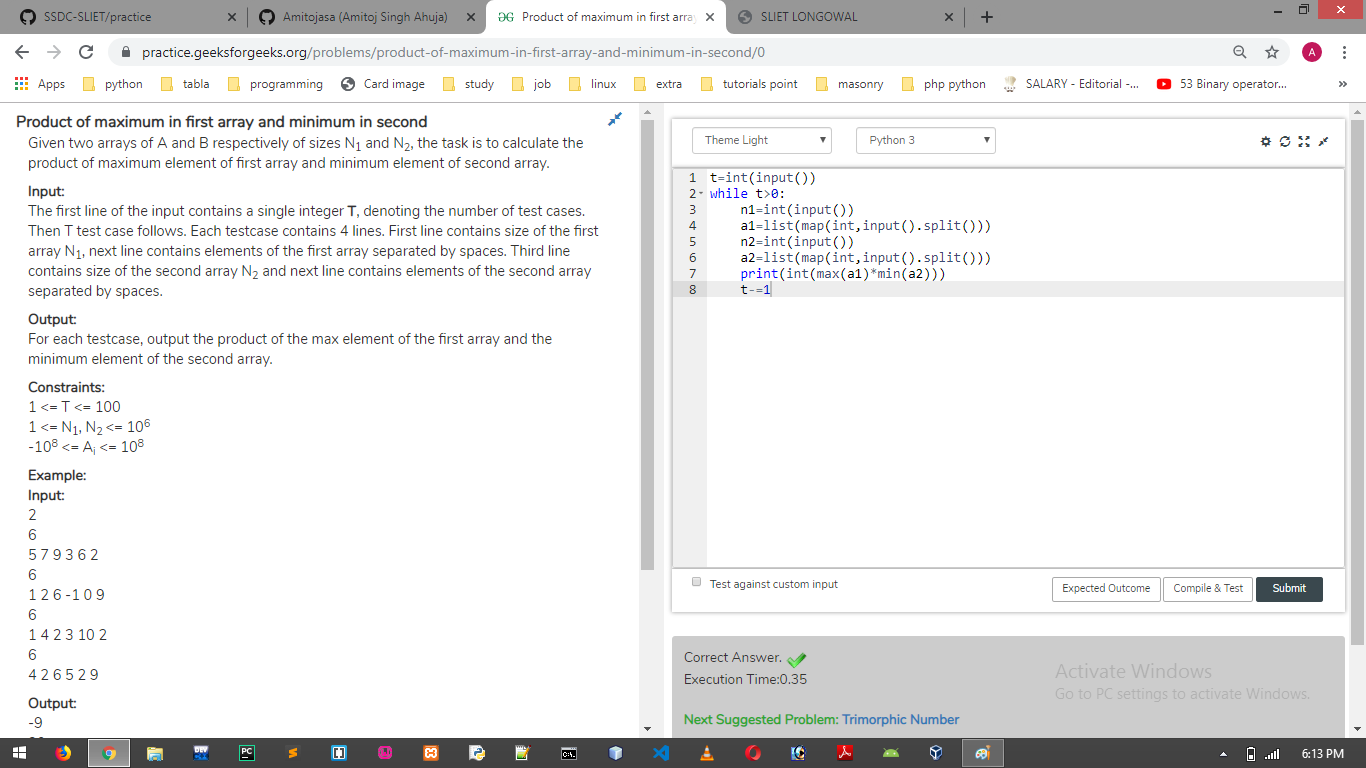 SSDC-SLIET/practice
Amitojasa (Amitoj Singh Ahuja)
Product of maximum in first array
SLIET LONGOWAL
practice.geeksforgeeks.org/problems/product-of-maximum-in-first-array-and-minimum-in-second/0
A
Apps
python
tabla
programming
Card image
study
job
linux
extra
tutorials point
masonry
php python
SALARY - Editorial -...
53 Binary operator...
»
Product of maximum in first array and minimum in second
Given two arrays of A and B respectively of sizes N1 and N2, the task is to calculate the
product of maximum element of first array and minimum element of second array.
Input:
The first line of the input contains a single integer T, denoting the number of test cases.
Then T test case follows. Each testcase contains 4 lines. First line contains size of the first
array N1, next line contains elements of the first array separated by spaces. Third line
contains size of the second array N2 and next line contains elements of the second array
separated by spaces.
Output:
For each testcase, output the product of the max element of the first array and the
minimum element of the second array.
Constraints:
1 <= T <= 100
1 <= N1, N2 <= 10⁶
-10⁸ <= Ai <= 10⁸
Example:
Input:
2
6
5 7 9 3 6 2
6
1 2 6 -1 0 9
6
1 4 2 3 10 2
6
4 2 6 5 2 9
Output:
-9
Theme Light
Python 3
1 t=int(input())
2 while t>0:
3 n1=int(input())
4 a1=list(map(int,input().split()))
5 n2=int(input())
6 a2=list(map(int,input().split()))
7 print(int(max(a1)*min(a2)))
8 t-=1
Test against custom input
Expected Outcome
Compile & Test
Submit
Correct Answer.
Execution Time:0.35
Next Suggested Problem: Trimorphic Number
Activate Windows
Go to PC settings to activate Windows.
PC
6:13 PM